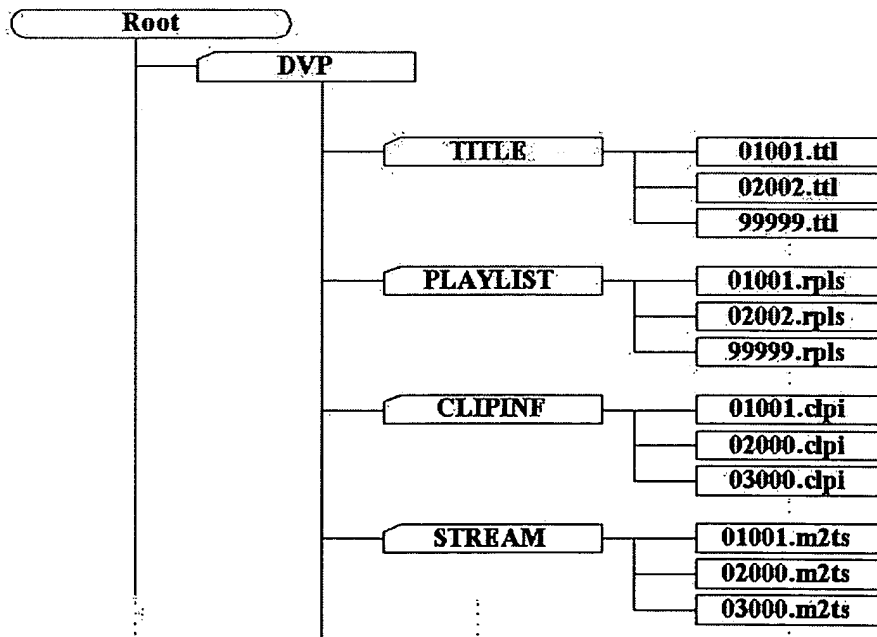 Root
DVP
TITLE
01001.ttl
02002.ttl
99999.ttl
PLAYLIST
01001.rpls
02002.rpls
99999.rpls
CLIPINF
01001.clpi
02000.clpi
03000.clpi
STREAM
01001.m2ts
02000.m2ts
03000.m2ts